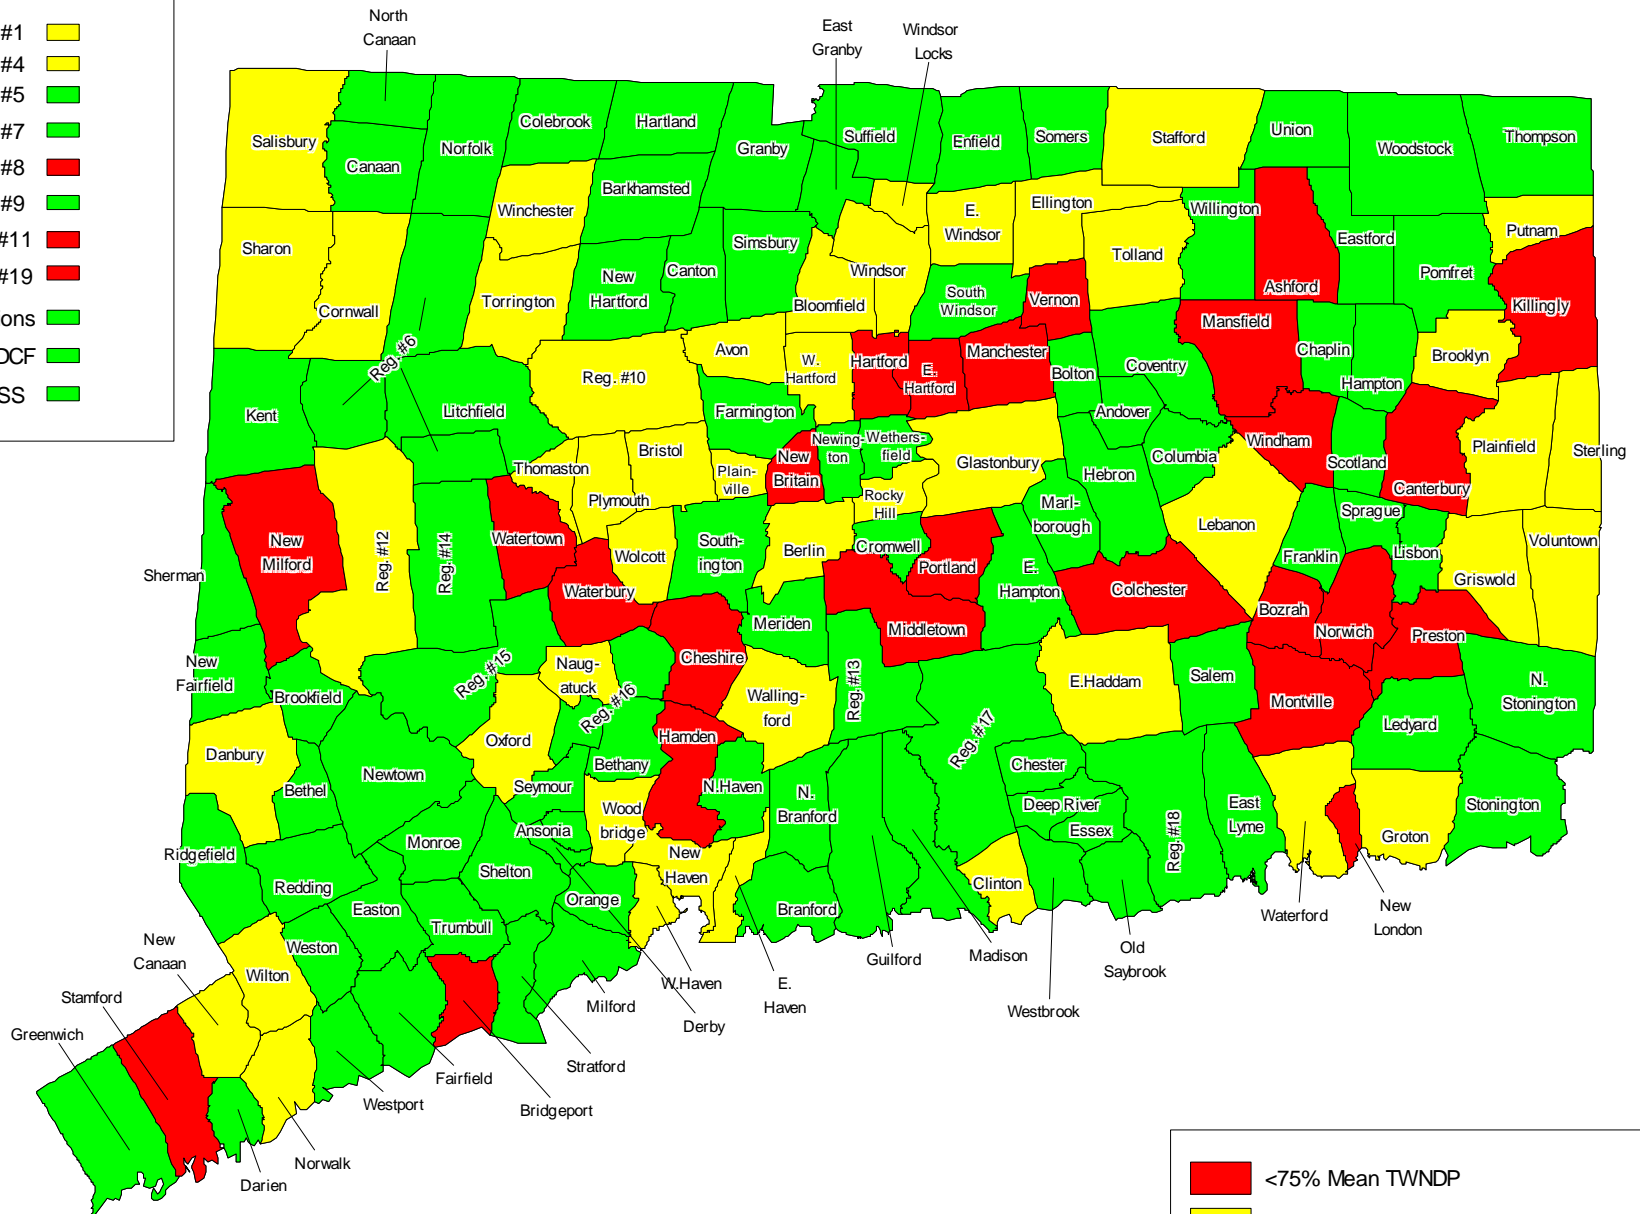 #1
#4
#5
#7
#8
#9
#11
#19
ons
DCF
SS
North
Canaan
East
Granby
Windsor
Locks
Salisbury
Canaan
Norfolk
Colebrook
Hartland
Granby
Suffield
Enfield
Somers
Stafford
Union
Woodstock
Thompson
Winchester
Barkhamsted
Simsbury
E.
Windsor
Ellington
Willington
Eastford
Putnam
Sharon
Cornwall
Torrington
New
Hartford
Canton
Bloomfield
Windsor
South
Windsor
Vernon
Tolland
Ashford
Pomfret
Killingly
Reg. #6
Kent
Litchfield
Reg. #10
Avon
W.
Hartford
Hartford
E.
Hartford
Manchester
Bolton
Coventry
Mansfield
Chaplin
Hampton
Brooklyn
Farmington
Andover
Thomaston
Bristol
Plymouth
Plain-
ville
New
Britain
Newing-
ton
Wethers-
field
Glastonbury
Hebron
Columbia
Windham
Scotland
Canterbury
Plainfield
Sterling
Rocky
Hill
Marl-
borough
Lebanon
Sprague
Franklin
Lisbon
Voluntown
Griswold
New
Milford
Reg. #12
Reg. #14
Watertown
Wolcott
South-
ington
Berlin
Cromwell
Portland
E.
Hampton
Colchester
Bozrah
Norwich
Preston
Sherman
Waterbury
Meriden
Middletown
Cheshire
New
Fairfield
Brookfield
Reg. #15
Naug-
atuck
Reg. #16
Walling-
ford
Reg. #13
E.Haddam
Salem
Montville
Ledyard
N.
Stonington
Danbury
Oxford
Hamden
Reg. #17
Newtown
Bethel
Seymour
Bethany
N.Haven
N.
Branford
Chester
Deep River
Essex
Reg. #18
East
Lyme
Groton
Stonington
Ridgefield
Monroe
Ansonia
Wood
bridge
New
Haven
Redding
Shelton
Orange
Branford
Clinton
Easton
Trumbull
Waterford
New
London
Weston
New
Canaan
Wilton
Guilford
Madison
Old
Saybrook
Westbrook
W.Haven
E.
Haven
Derby
Milford
Stamford
Greenwich
Stratford
Fairfield
Bridgeport
Westport
Norwalk
Darien
<75% Mean TWNDP